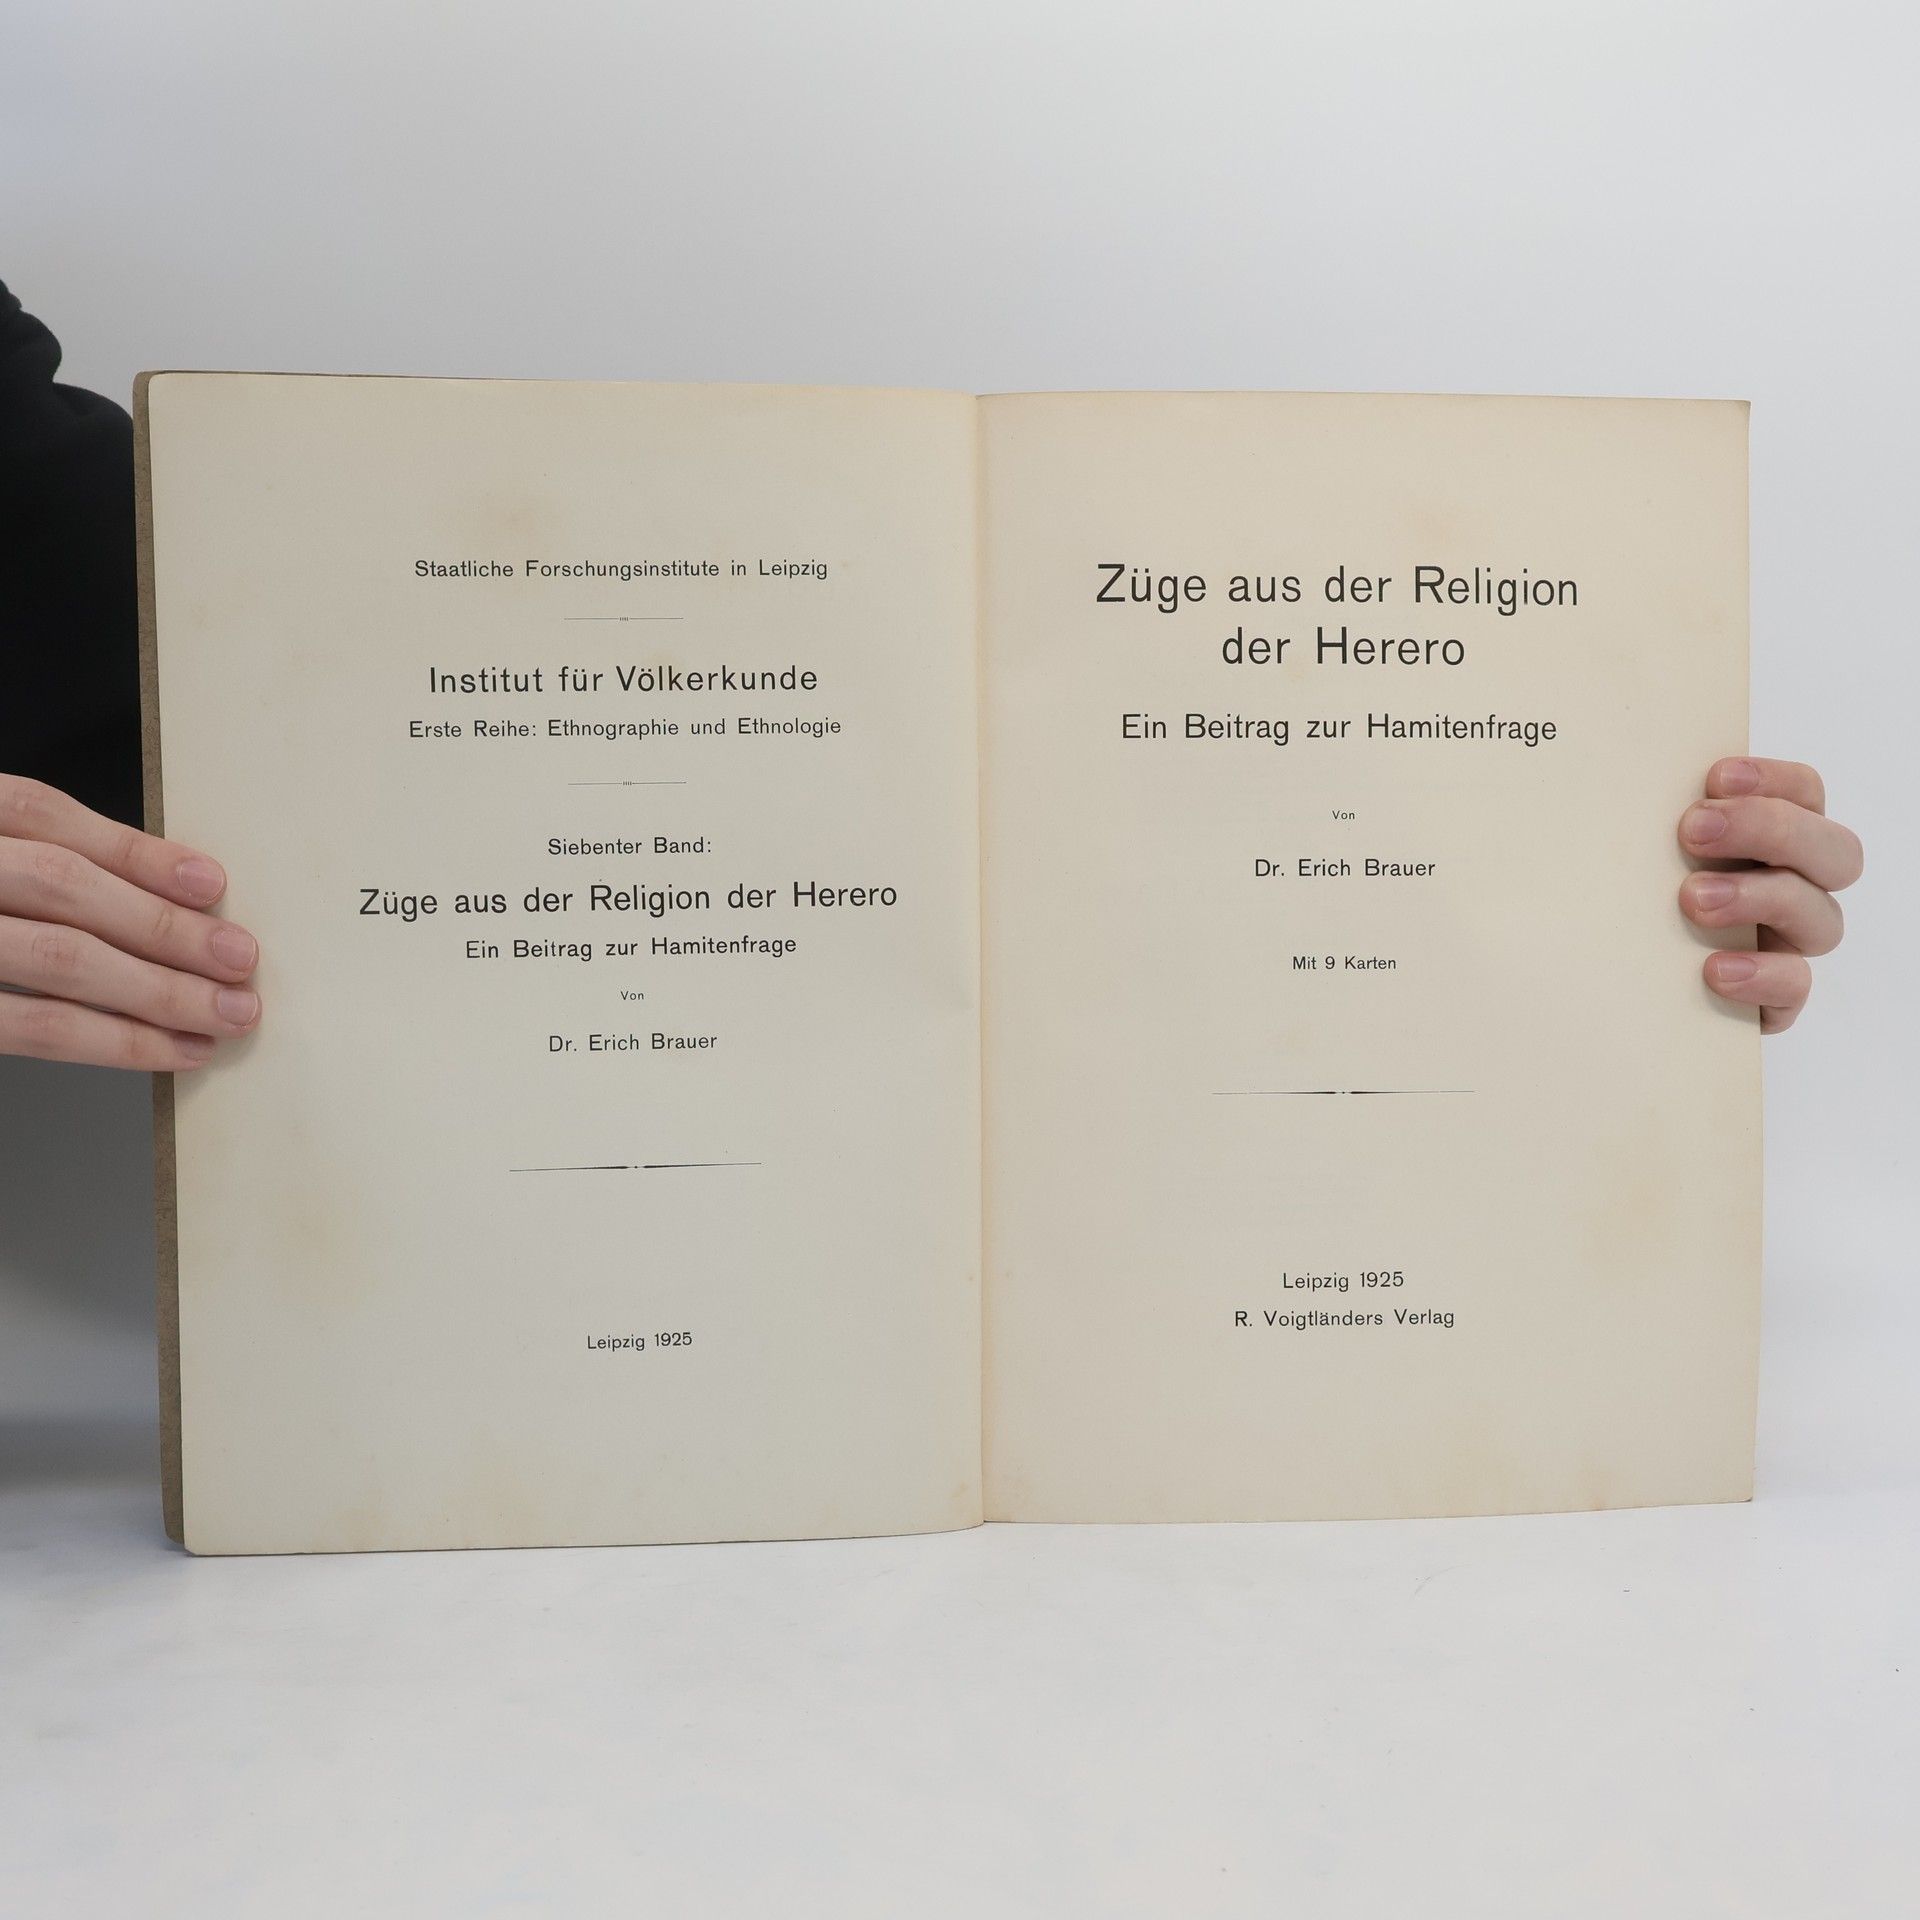 Staatliche Forschungsinstitute in Leipzig
Institut für Völkerkunde
Erste Reihe: Ethnographie und Ethnologie
Siebenter Band:
Züge aus der Religion der Herero
Ein Beitrag zur Hamitenfrage
Von
Dr. Erich Brauer
Leipzig 1925
Züge aus der Religion
der Herero
Ein Beitrag zur Hamitenfrage
Von
Dr. Erich Brauer
Mit 9 Karten
Leipzig 1925
R. Voigtländers Verlag